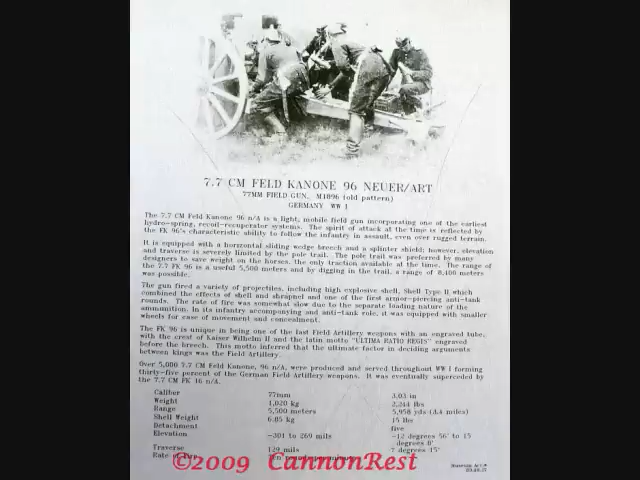 7.7 CM FELD KANONE 96 NEUER/ART
77MM FIELD GUN, M1896 (old pattern)
GERMANY WW I
The 7.7 CM Feld Kanone 96 n/A is a light, mobile field gun incorporating one of the earliest
hydro-spring, recoil-recuperator systems. The spirit of attack at the time is reflected by
the FK 96's characteristic ability to follow the infantry in assault, even over rugged terrain.
It is equipped with a horizontal sliding wedge breech and a splinter shield; however, elevation
and traverse is severely limited by the pole trail. The pole trail was preferred by many
designers to save weight on the horses, the only traction available at the time. The range of
the 7.7 FK 96 is a useful 5,500 meters and by digging in the trail, a range of 8,400 meters
was possible.
The gun fired a variety of projectiles, including high explosive shell, Shell Type II which
combined the effects of shell and shrapnel and one of the first armor-piercing anti-tank
rounds. The rate of fire was somewhat slow due to the separate loading nature of the
ammunition. In its infantry accompanying and anti-tank role, it was equipped with smaller
wheels for ease of movement and concealment.
The FK 96 is unique in being one of the last Field Artillery weapons with an engraved tube,
with the crest of Kaiser Wilhelm II and the latin motto "ULTIMA RATIO REGIS" engraved
before the breech. This motto inferred that the ultimate factor in deciding arguments
between kings was the Field Artillery.
Over 5,000 7.7 CM Feld Kanone, 96 n/A, were produced and served throughout WW I forming
thirty-five percent of the German Field Artillery weapons. It was eventually superceded by
the 7.7 CM FK 16 n/A.
Caliber 77mm 3.03 in
Weight 1,020 kg 2,244 lbs
Range 5,500 meters 5,958 yds (3.4 miles)
Shell Weight 6.85 kg 15 lbs
Detachment five
Elevation -301 to 269 mils -12 degrees 56' to 15
degrees 8'
Traverse 129 mils 7 degrees 15'
Rate of Fire
©2009 CannonRest